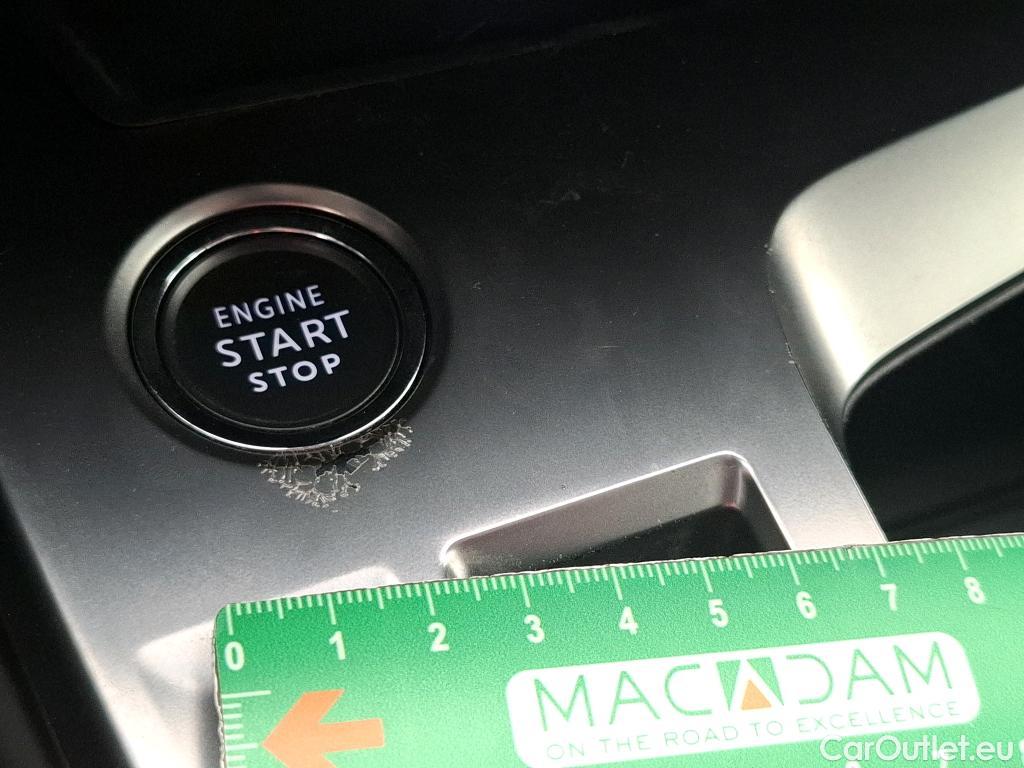 ENGINE
START
STOP
0 1 2 3 4 5 6 7 8
MACADAM
ON THE ROAD TO EXCELLENCE
CarOutlet.eu